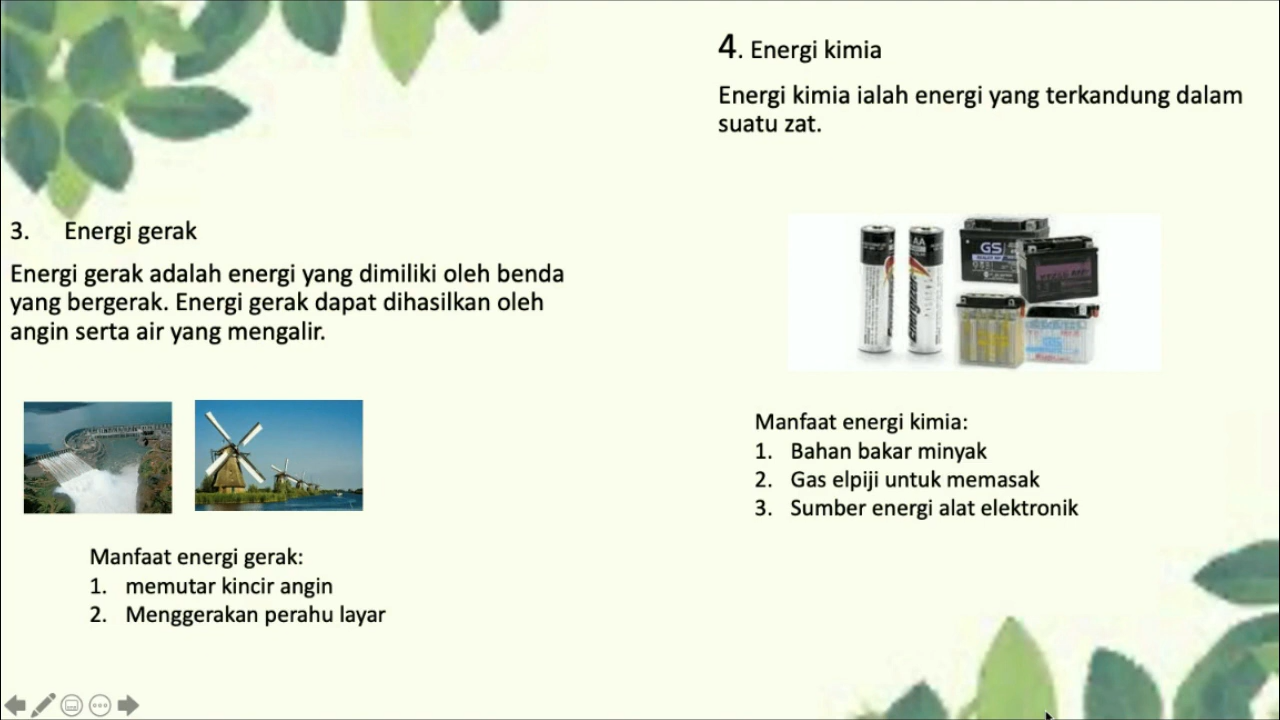 3. Energi gerak
Energi gerak adalah energi yang dimiliki oleh benda
yang bergerak. Energi gerak dapat dihasilkan oleh
angin serta air yang mengalir.
Manfaat energi gerak:
1. memutar kincir angin
2. Menggerakan perahu layar
4. Energi kimia
Energi kimia ialah energi yang terkandung dalam
suatu zat.
AA
Energizer
GS
Manfaat energi kimia:
1. Bahan bakar minyak
2. Gas elpiji untuk memasak
3. Sumber energi alat elektronik